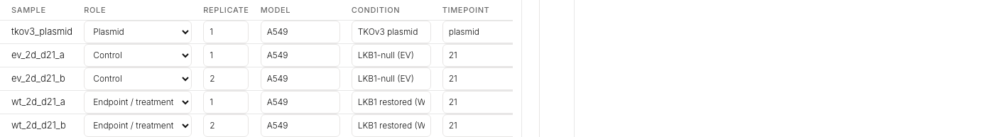 SAMPLE ROLE REPLICATE MODEL CONDITION TIMEPOINT
tkov3_plasmid Plasmid 1 A549 TKOv3 plasmid plasmid
ev_2d_d21_a Control 1 A549 LKB1-null (EV) 21
ev_2d_d21_b Control 2 A549 LKB1-null (EV) 21
wt_2d_d21_a Endpoint / treatment 1 A549 LKB1 restored (W 21
wt_2d_d21_b Endpoint / treatment 2 A549 LKB1 restored (W 21